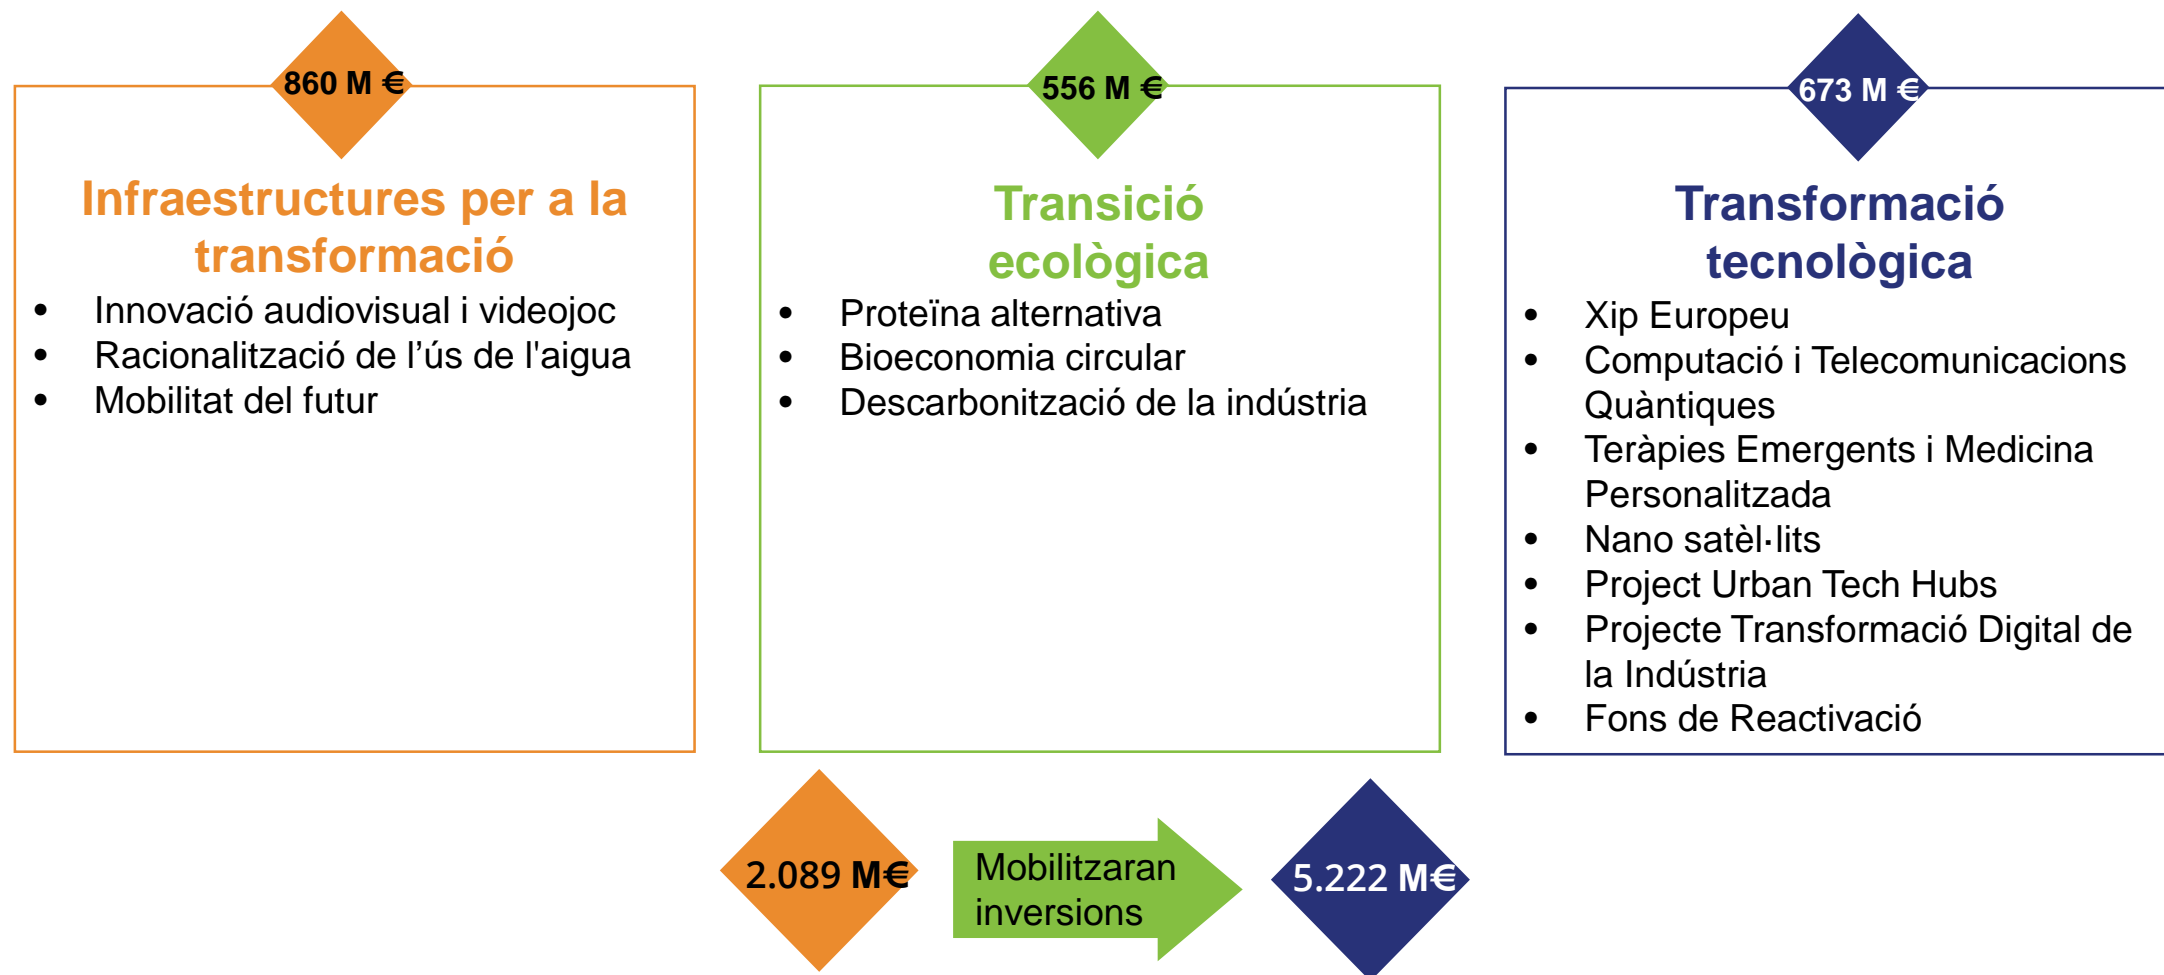 860 M €
Infraestructures per a la
transformació
• Innovació audiovisual i videojoc
• Racionalització de l’ús de l'aigua
• Mobilitat del futur
556 M €
Transició
ecològica
• Proteïna alternativa
• Bioeconomia circular
• Descarbonització de la indústria
673 M €
Transformació
tecnològica
• Xip Europeu
• Computació i Telecomunicacions
Quàntiques
• Teràpies Emergents i Medicina
Personalitzada
• Nano satèl·lits
• Project Urban Tech Hubs
• Projecte Transformació Digital de
la Indústria
• Fons de Reactivació
2.089 M€
Mobilitzaran
inversions
5.222 M€